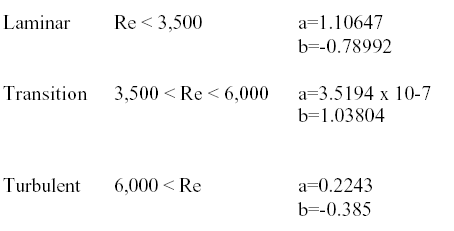 Laminar Re < 3,500 a=1.10647
b=-0.78992
Transition 3,500 < Re < 6,000 a=3.5194 x 10-7
b=1.03804
Turbulent 6,000 < Re a=0.2243
b=-0.385